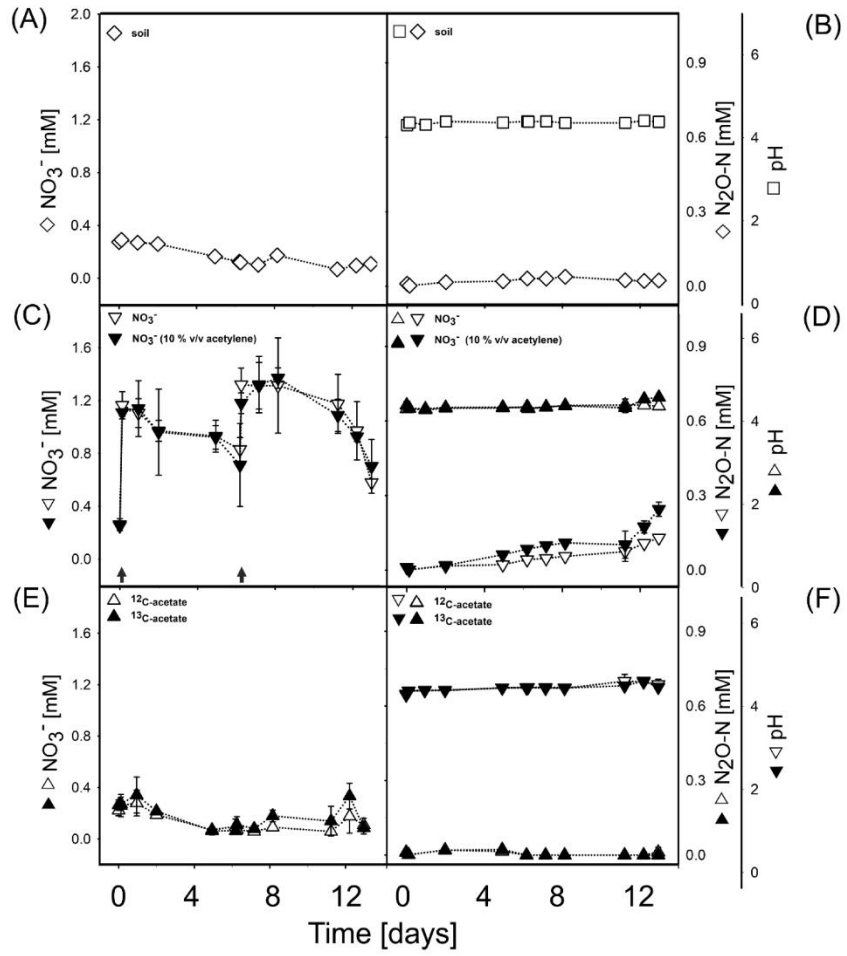 (A)
2.0
1.6
1.2
0.8
0.4
0.0
NO₃⁻ [mM]
soil
(B)
soil
0.9
0.6
0.3
0.0
N₂O-N [mM]
6
4
2
0
pH
(C)
1.6
1.2
0.8
0.4
0.0
NO₃⁻ [mM]
NO₃⁻
NO₃⁻ (10 % v/v acetylene)
(D)
NO₃⁻
NO₃⁻ (10 % v/v acetylene)
0.9
0.6
0.3
0.0
N₂O-N [mM]
6
4
2
0
pH
(E)
1.6
1.2
0.8
0.4
0.0
NO₃⁻ [mM]
¹²C-acetate
¹³C-acetate
(F)
¹²C-acetate
¹³C-acetate
0.9
0.6
0.3
0.0
N₂O-N [mM]
6
4
2
0
pH
0 4 8 12 0 4 8 12
Time [days]